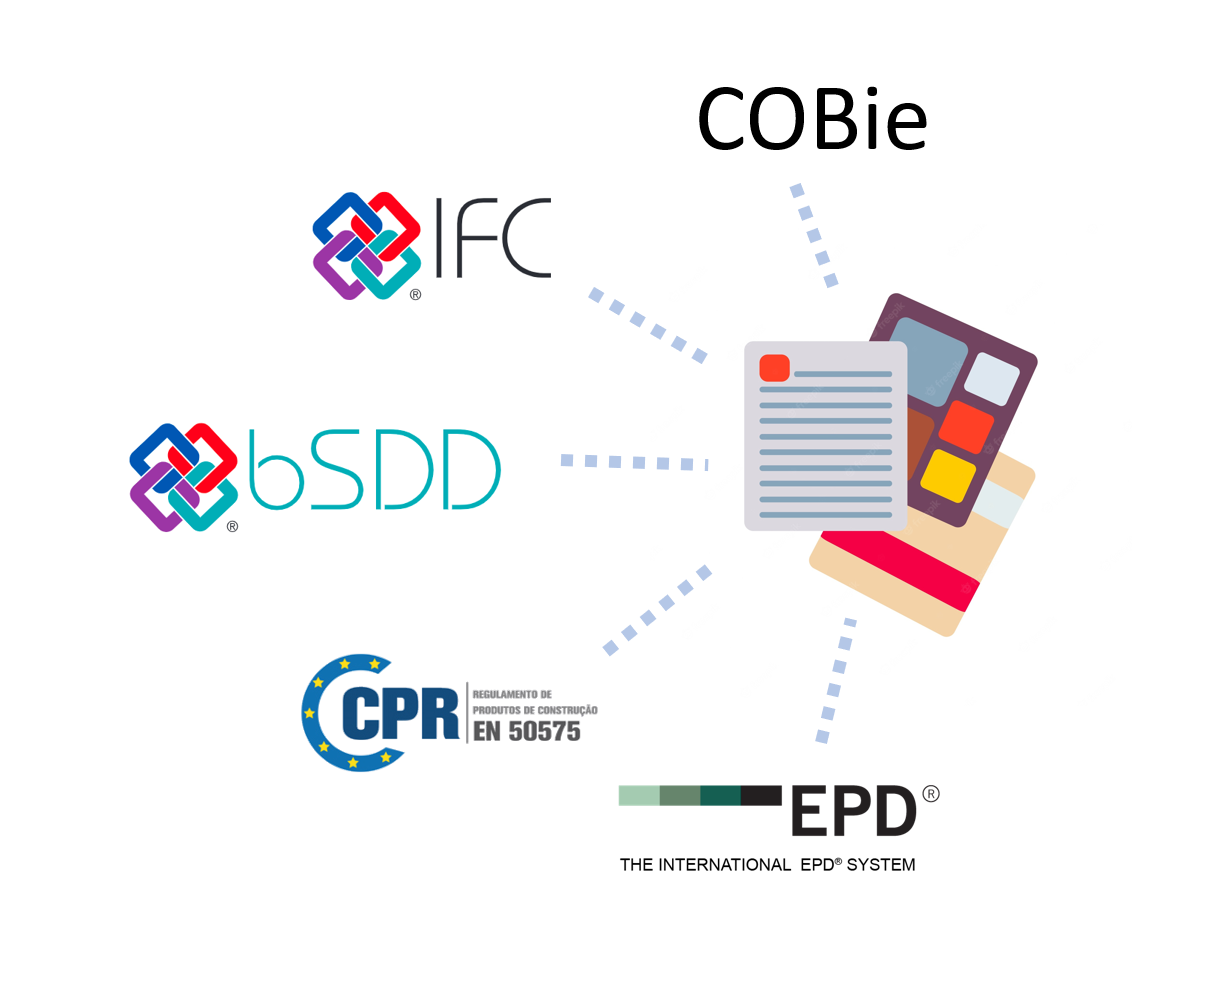 COBie
IFC
®
bSDD
®
CPR
REGULAMENTO DE
PRODUTOS DE CONSTRUÇÃO
EN 50575
EPD®
THE INTERNATIONAL EPD® SYSTEM